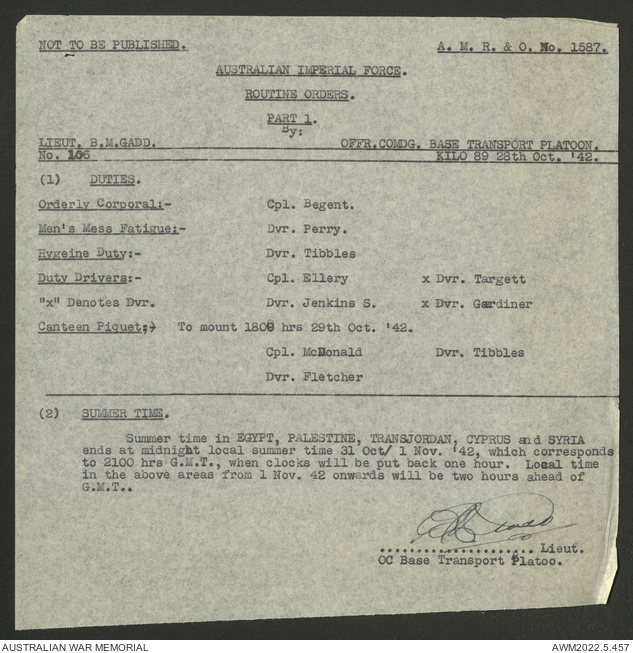 NOT TO BE PUBLISHED. A. M. R. & O. No. 1587.
AUSTRALIAN IMPERIAL FORCE.
ROUTINE ORDERS.
PART 1.
By:
LIEUT. B.M.GADD. OFFR.COMDG. BASE TRANSPORT PLATOON.
No. 106 KILO 89 28th Oct. '42.
(1) DUTIES.
Orderly Corporal:- Cpl. Begent.
Men's Mess Fatigue:- Dvr. Perry.
Hygeine Duty:- Dvr. Tibbles
Duty Drivers:- Cpl. Ellery x Dvr. Targett
"x" Denotes Dvr. Dvr. Jenkins S. x Dvr. Gardiner
Canteen Piquet;) To mount 1800 hrs 29th Oct. '42.
Cpl. McDonald Dvr. Tibbles
Dvr. Fletcher
(2) SUMMER TIME.
Summer time in EGYPT, PALESTINE, TRANSJORDAN, CYPRUS and SYRIA
ends at midnight local summer time 31 Oct/ 1 Nov. '42, which corresponds
to 2100 hrs G.M.T., when clocks will be put back one hour. Local time
in the above areas from 1 Nov. 42 onwards will be two hours ahead of
G.M.T..
...................... Lieut.
OC Base Transport Platoo.
AUSTRALIAN WAR MEMORIAL AWM2022.5.457